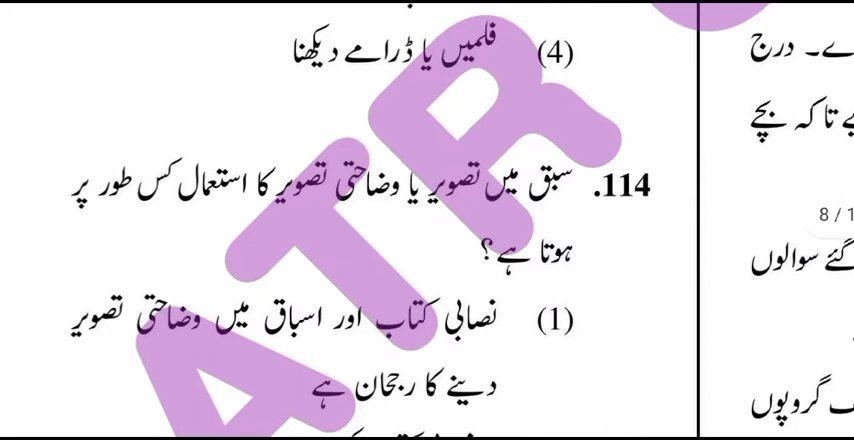 (4) فلمیں یا ڈرامے دیکھنا
114. سبق میں تصویر یا وضاحتی تصویر کا استعمال کس طور پر
ہوتا ہے؟
(1) نصابی کتاب اور اسباق میں وضاحتی تصویر
دینے کا رجحان ہے
ے۔ درج
ے تاکہ بچے
8 / 1
گئے سوالوں
گروپوں
ATR